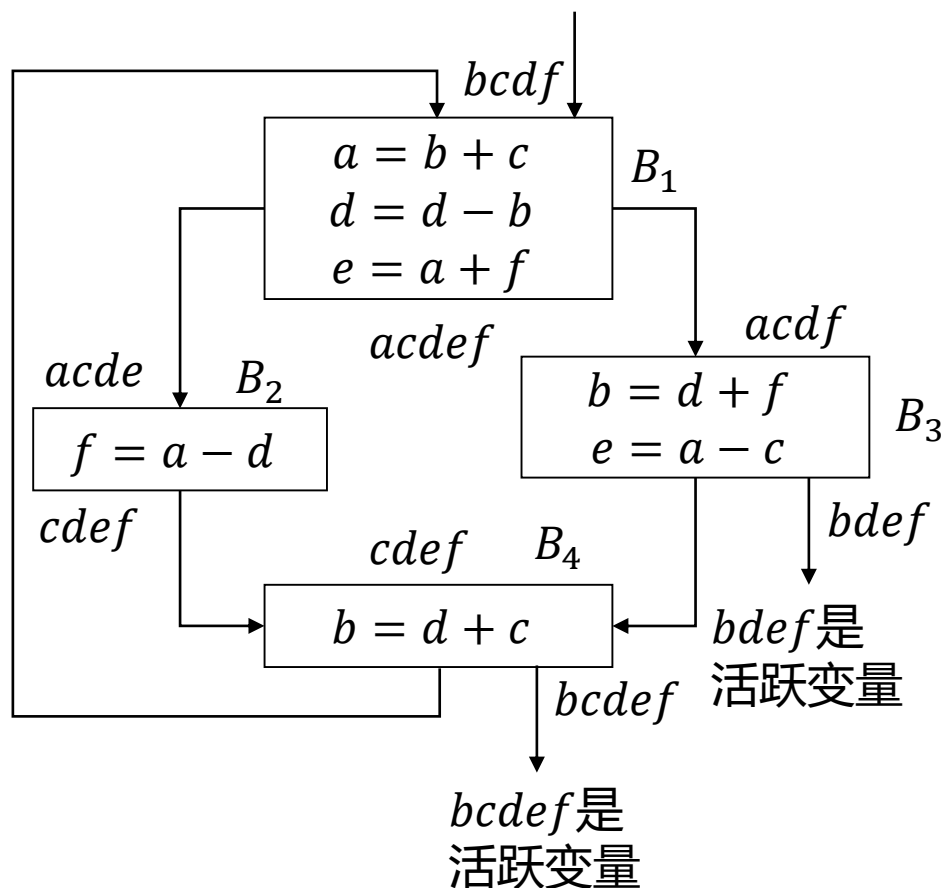 bcdf
a = b + c
d = d − b
e = a + f
B₁
acdef
acdf
acde
B₂
f = a − d
b = d + f
e = a − c
B₃
cdef
bdef
cdef
B₄
b = d + c
bdef是
活跃变量
bcdef
bcdef是
活跃变量